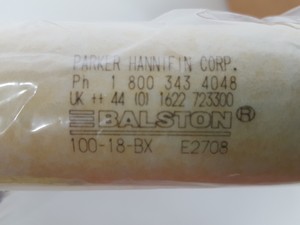 PARKER HANNIFIN CORP.
Ph 1 800 343 4048
UK ++ 44 (0) 1622 723300
BALSTON®
100-18-BX E2708